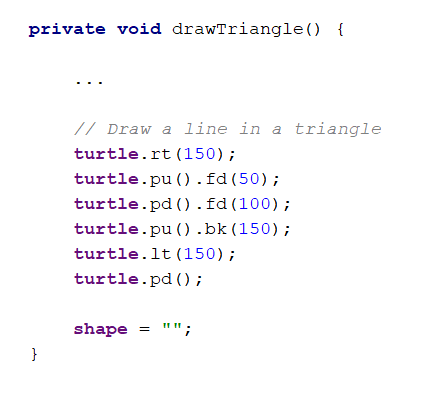 private void drawTriangle() {
...
// Draw a line in a triangle
turtle.rt(150);
turtle.pu().fd(50);
turtle.pd().fd(100);
turtle.pu().bk(150);
turtle.lt(150);
turtle.pd();
shape = "";
}